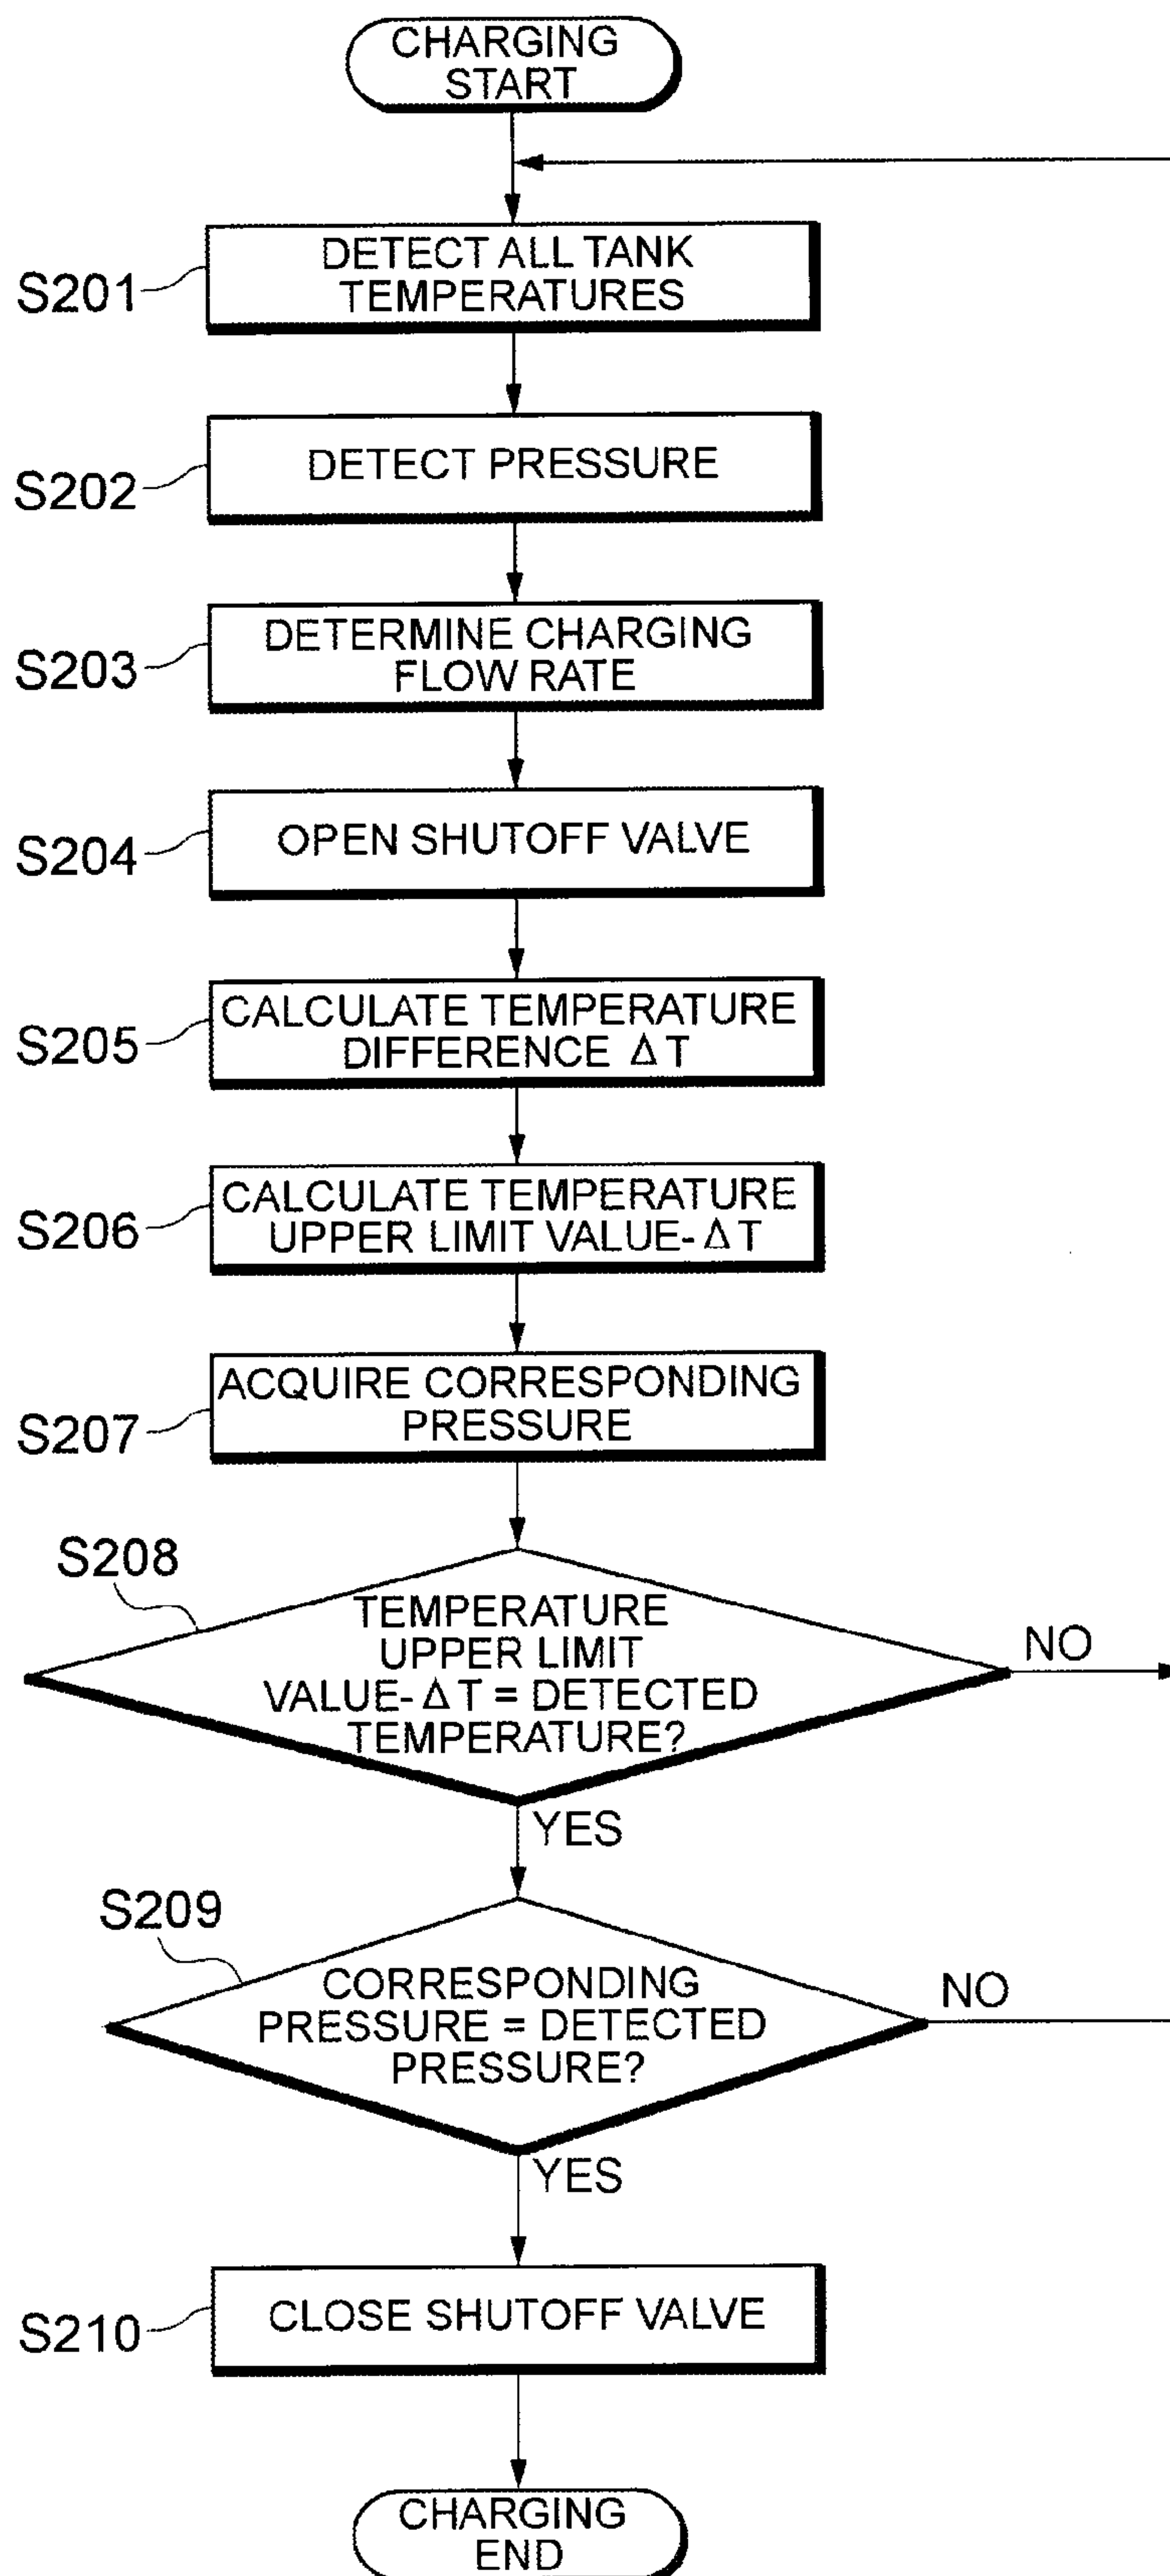 CHARGING
START
S201
DETECT ALL TANK
TEMPERATURES
S202
DETECT PRESSURE
S203
DETERMINE CHARGING
FLOW RATE
S204
OPEN SHUTOFF VALVE
S205
CALCULATE TEMPERATURE
DIFFERENCE ΔT
S206
CALCULATE TEMPERATURE
UPPER LIMIT VALUE-ΔT
S207
ACQUIRE CORRESPONDING
PRESSURE
S208
TEMPERATURE
UPPER LIMIT
VALUE-ΔT = DETECTED
TEMPERATURE?
NO
YES
S209
CORRESPONDING
PRESSURE = DETECTED
PRESSURE?
NO
YES
S210
CLOSE SHUTOFF VALVE
CHARGING
END